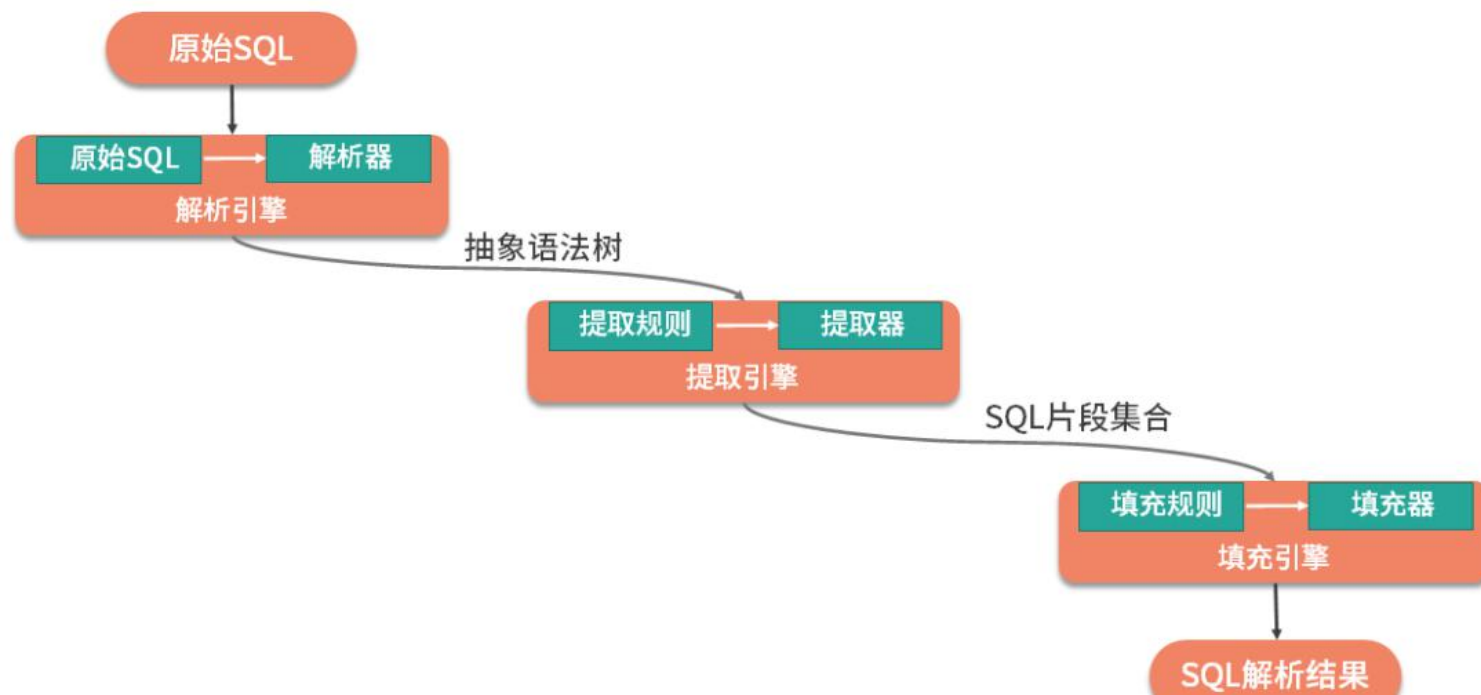 原始SQL
原始SQL
解析器
解析引擎
抽象语法树
提取规则
提取器
提取引擎
SQL片段集合
填充规则
填充器
填充引擎
SQL解析结果